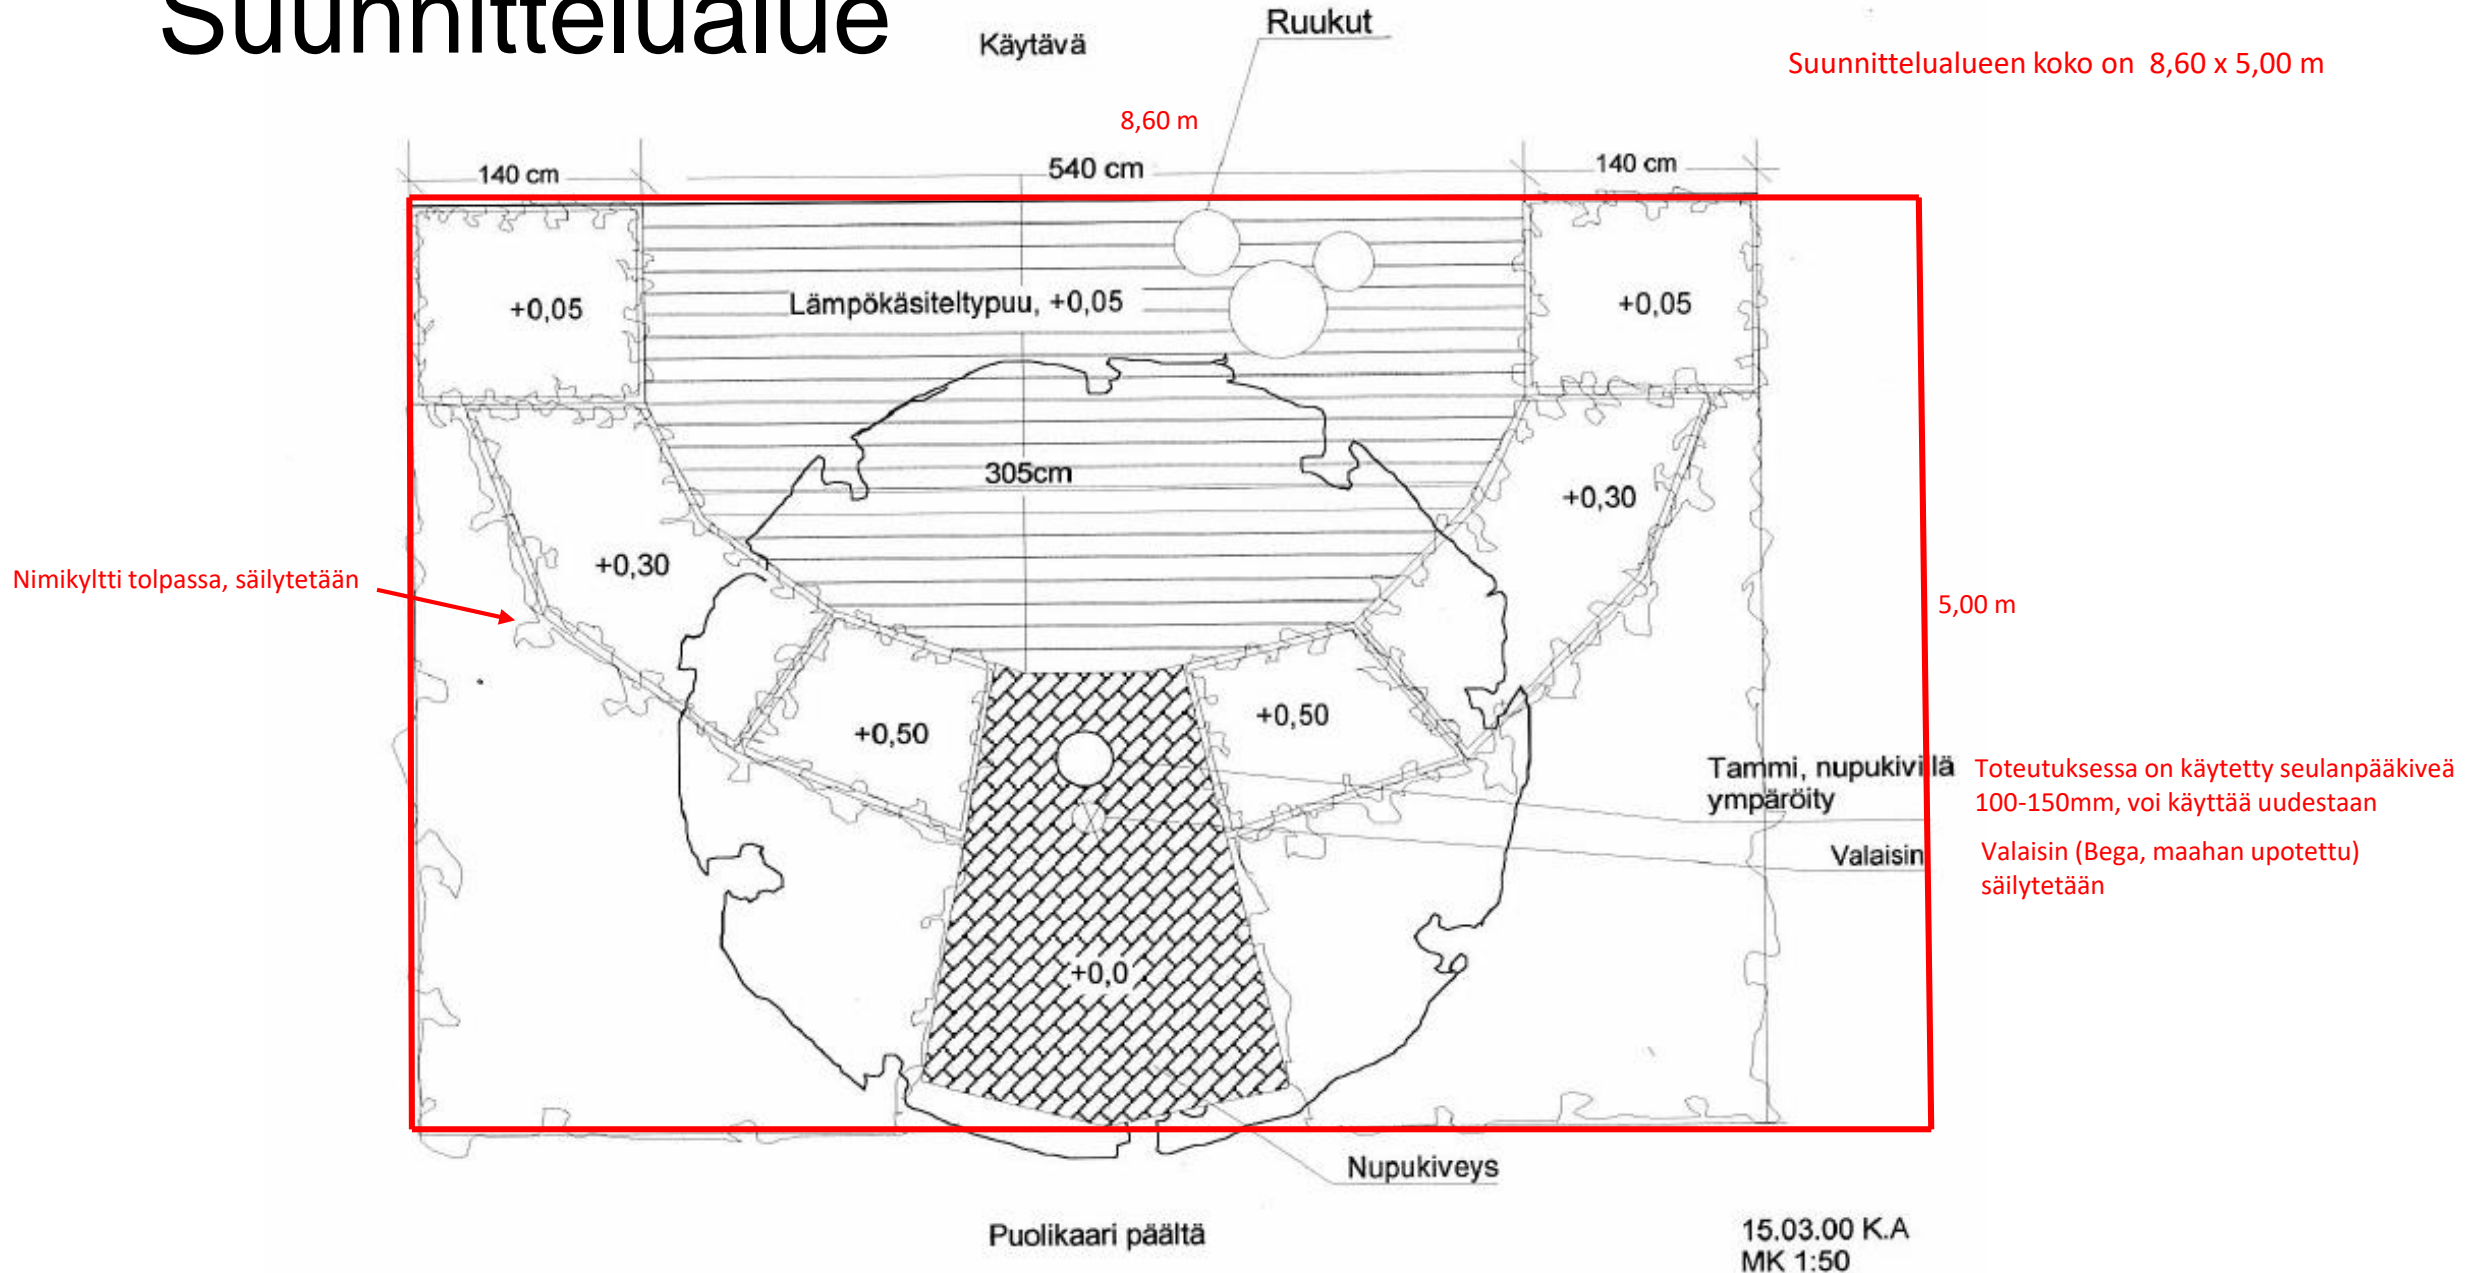 Suunnittelualue
Käytävä
Ruukut
Suunnittelualueen koko on 8,60 x 5,00 m
8,60 m
140 cm
540 cm
140 cm
+0,05
Lämpökäsiteltypuu, +0,05
+0,05
305cm
+0,30
+0,30
Nimikyltti tolpassa, säilytetään
5,00 m
+0,50
+0,50
Tammi, nupukivillä
ympäröity
Toteutuksessa on käytetty seulanpääkiveä
100-150mm, voi käyttää uudestaan
Valaisin
Valaisin (Bega, maahan upotettu)
säilytetään
+0,0
Nupukiveys
Puolikaari päältä
15.03.00 K.A
MK 1:50